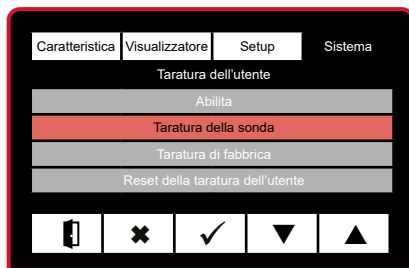 Caratteristica Visualizzatore Setup Sistema
Taratura dell'utente
Abilita
Taratura della sonda
Taratura di fabbrica
Reset della taratura dell'utente